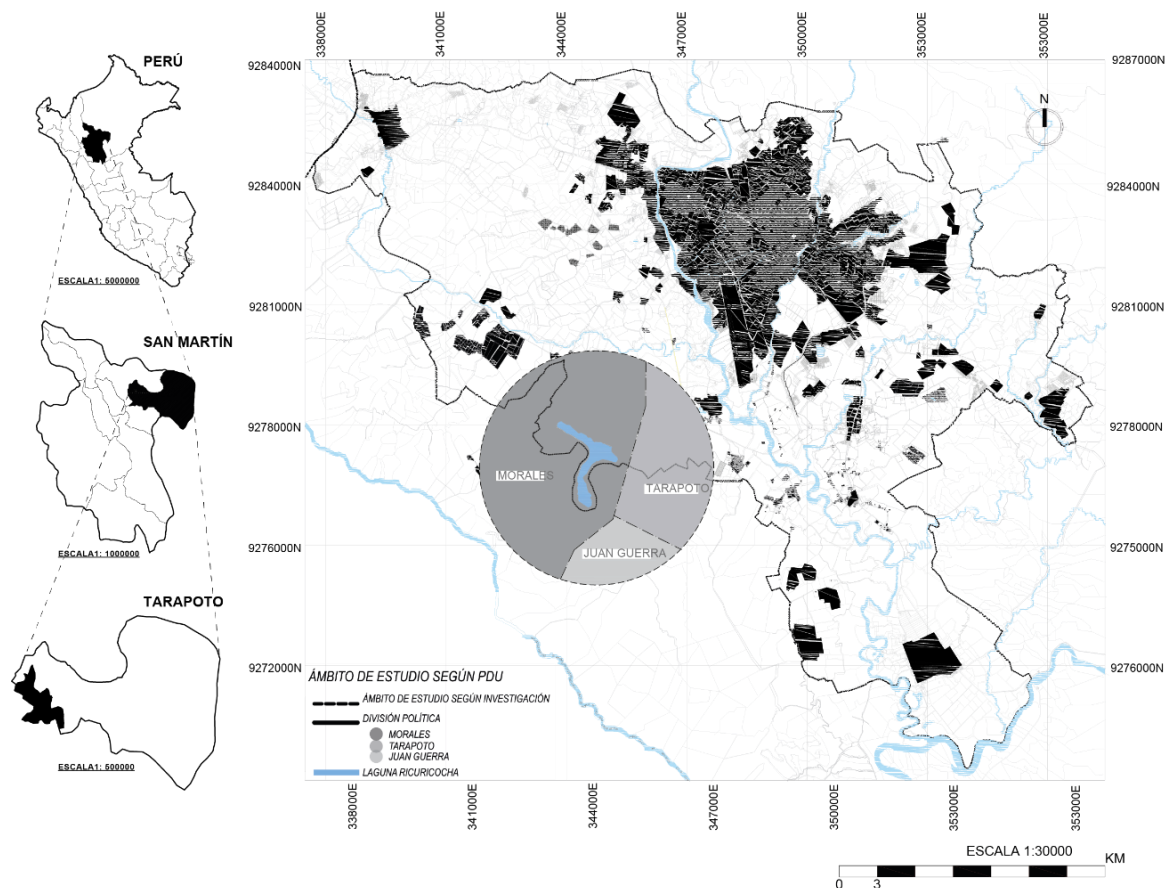 PERÚ
ESCALA1: 5000000
SAN MARTÍN
ESCALA1: 1000000
TARAPOTO
ESCALA1: 500000
338000E
341000E
344000E
347000E
350000E
353000E
353000E
9284000N
9284000N
9281000N
9278000N
9276000N
9272000N
9287000N
9284000N
9281000N
9278000N
9275000N
9276000N
N
MORALES
TARAPOTO
JUAN GUERRA
ÁMBITO DE ESTUDIO SEGÚN PDU
ÁMBITO DE ESTUDIO SEGÚN INVESTIGACIÓN
DIVISIÓN POLÍTICA
MORALES
TARAPOTO
JUAN GUERRA
LAGUNA RICURICOCHA
338000E
341000E
344000E
347000E
350000E
353000E
353000E
ESCALA 1:30000
KM
0 3